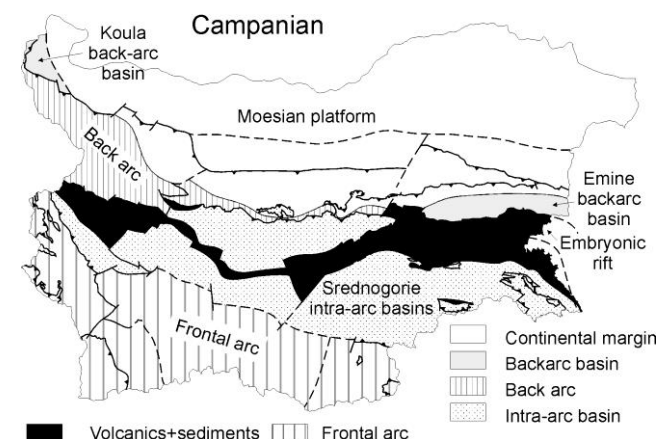 Campanian
Koula
back-arc
basin
Moesian platform
Back arc
Emine
backarc
basin
Embryonic
rift
Srednogorie
intra-arc basins
Frontal arc
Continental margin
Backarc basin
Back arc
Intra-arc basin
Volcanics+sediments
Frontal arc